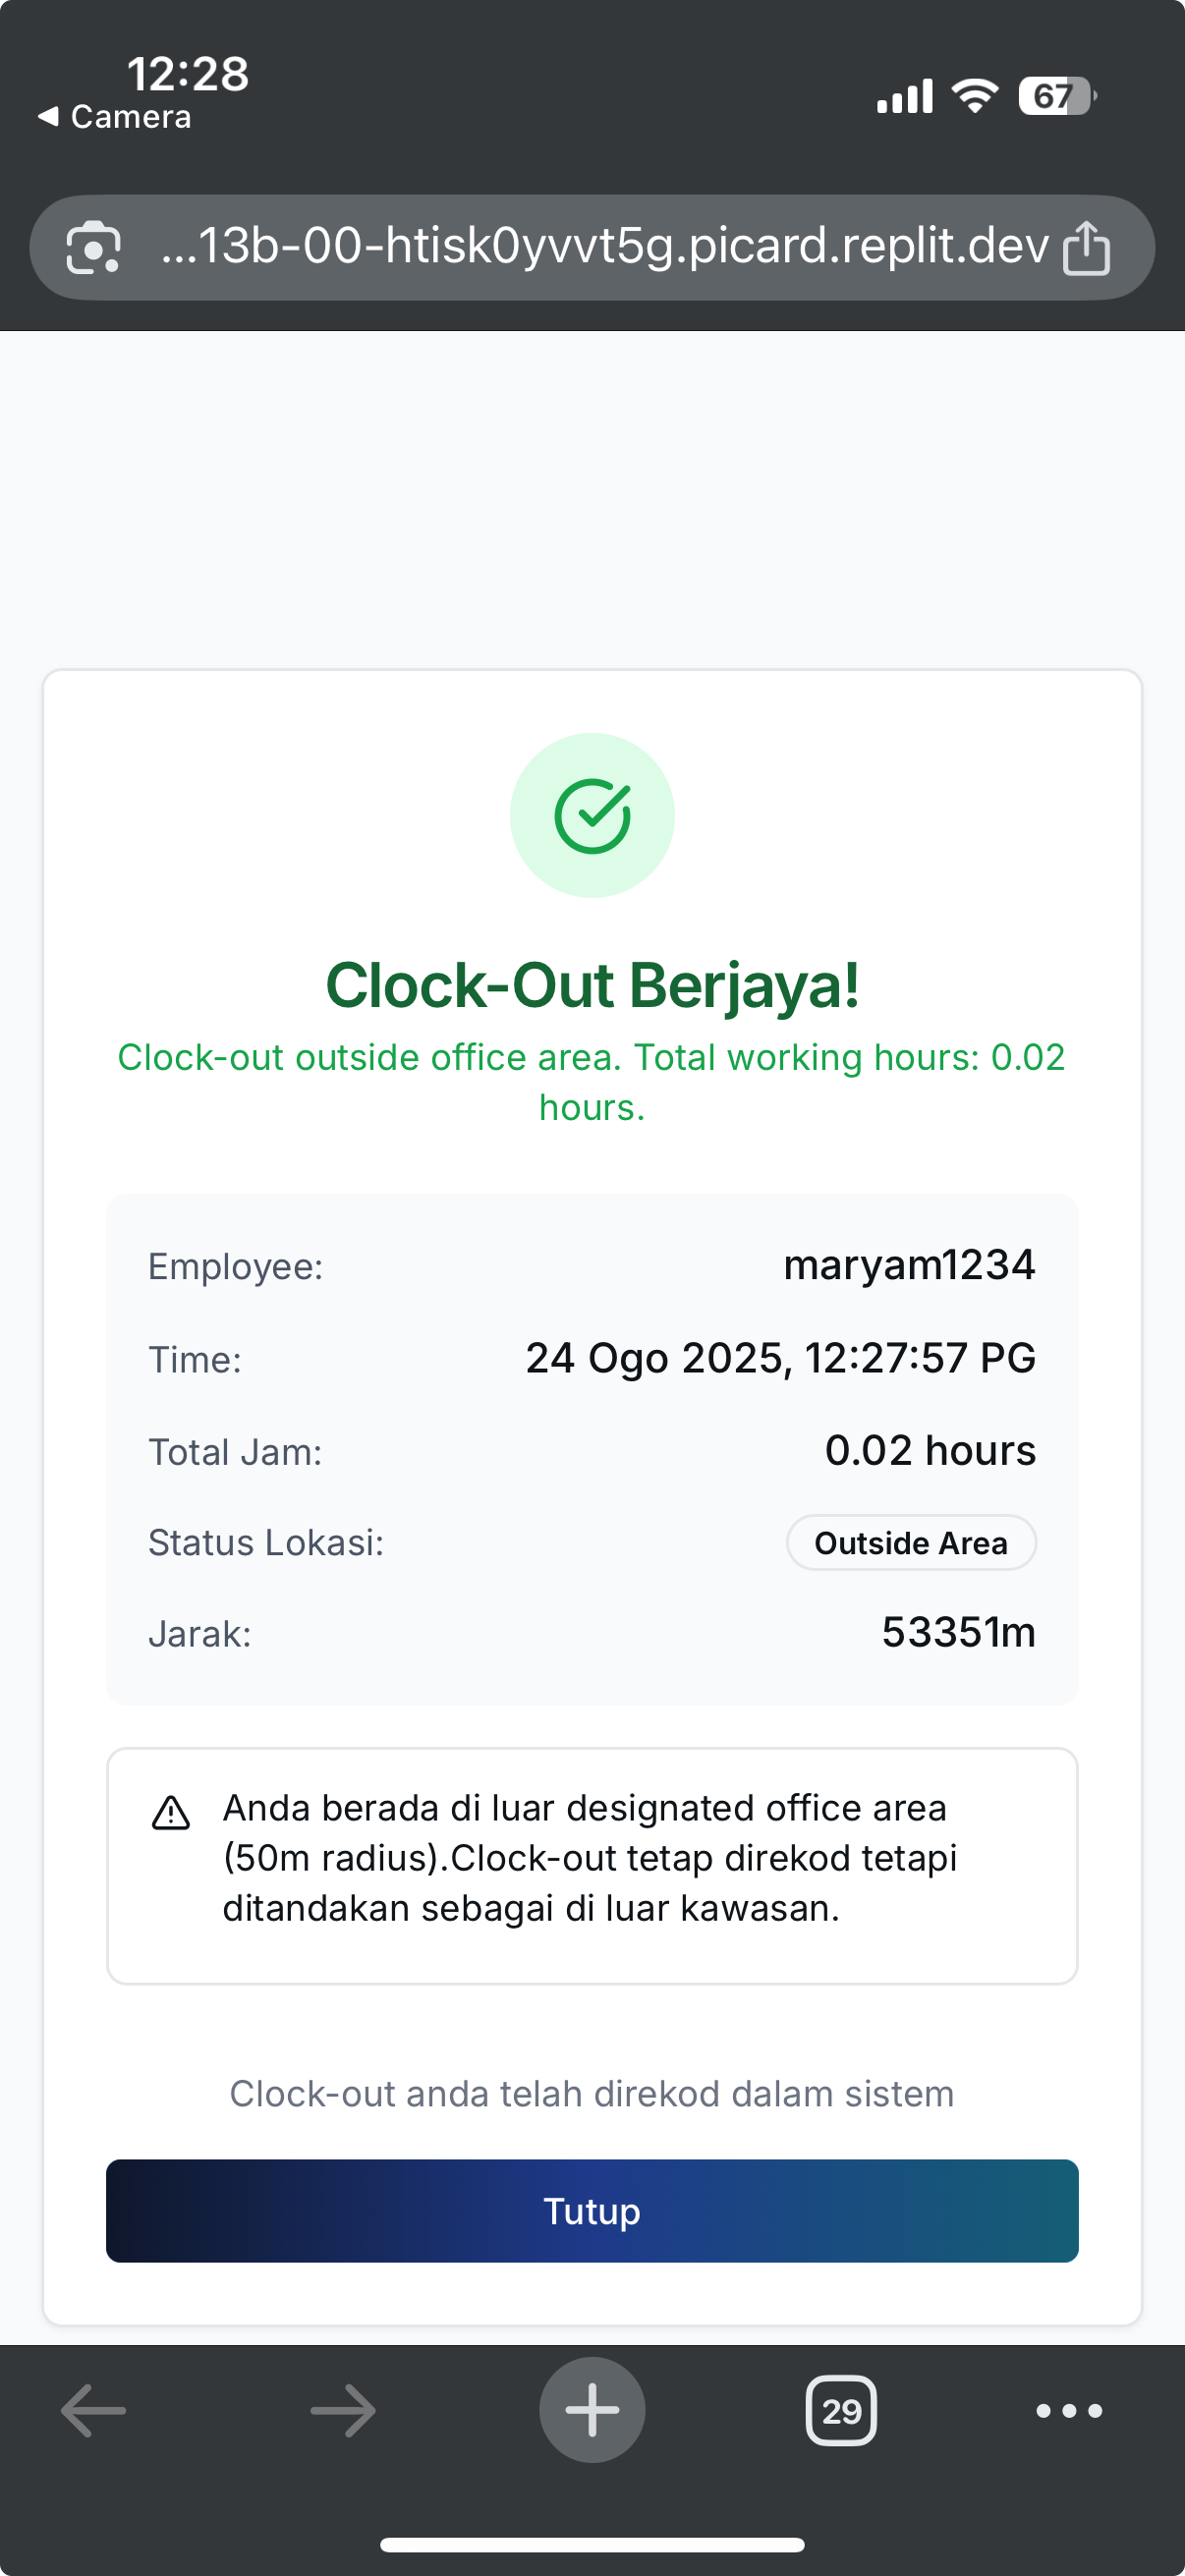 12:28
Camera
67
...13b-00-htisk0yvvt5g.picard.replit.dev
Clock-Out Berjaya!
Clock-out outside office area. Total working hours: 0.02
hours.
Employee: maryam1234
Time: 24 Ogo 2025, 12:27:57 PG
Total Jam: 0.02 hours
Status Lokasi: Outside Area
Jarak: 53351m
Anda berada di luar designated office area
(50m radius).Clock-out tetap direkod tetapi
ditandakan sebagai di luar kawasan.
Clock-out anda telah direkod dalam sistem
Tutup
29